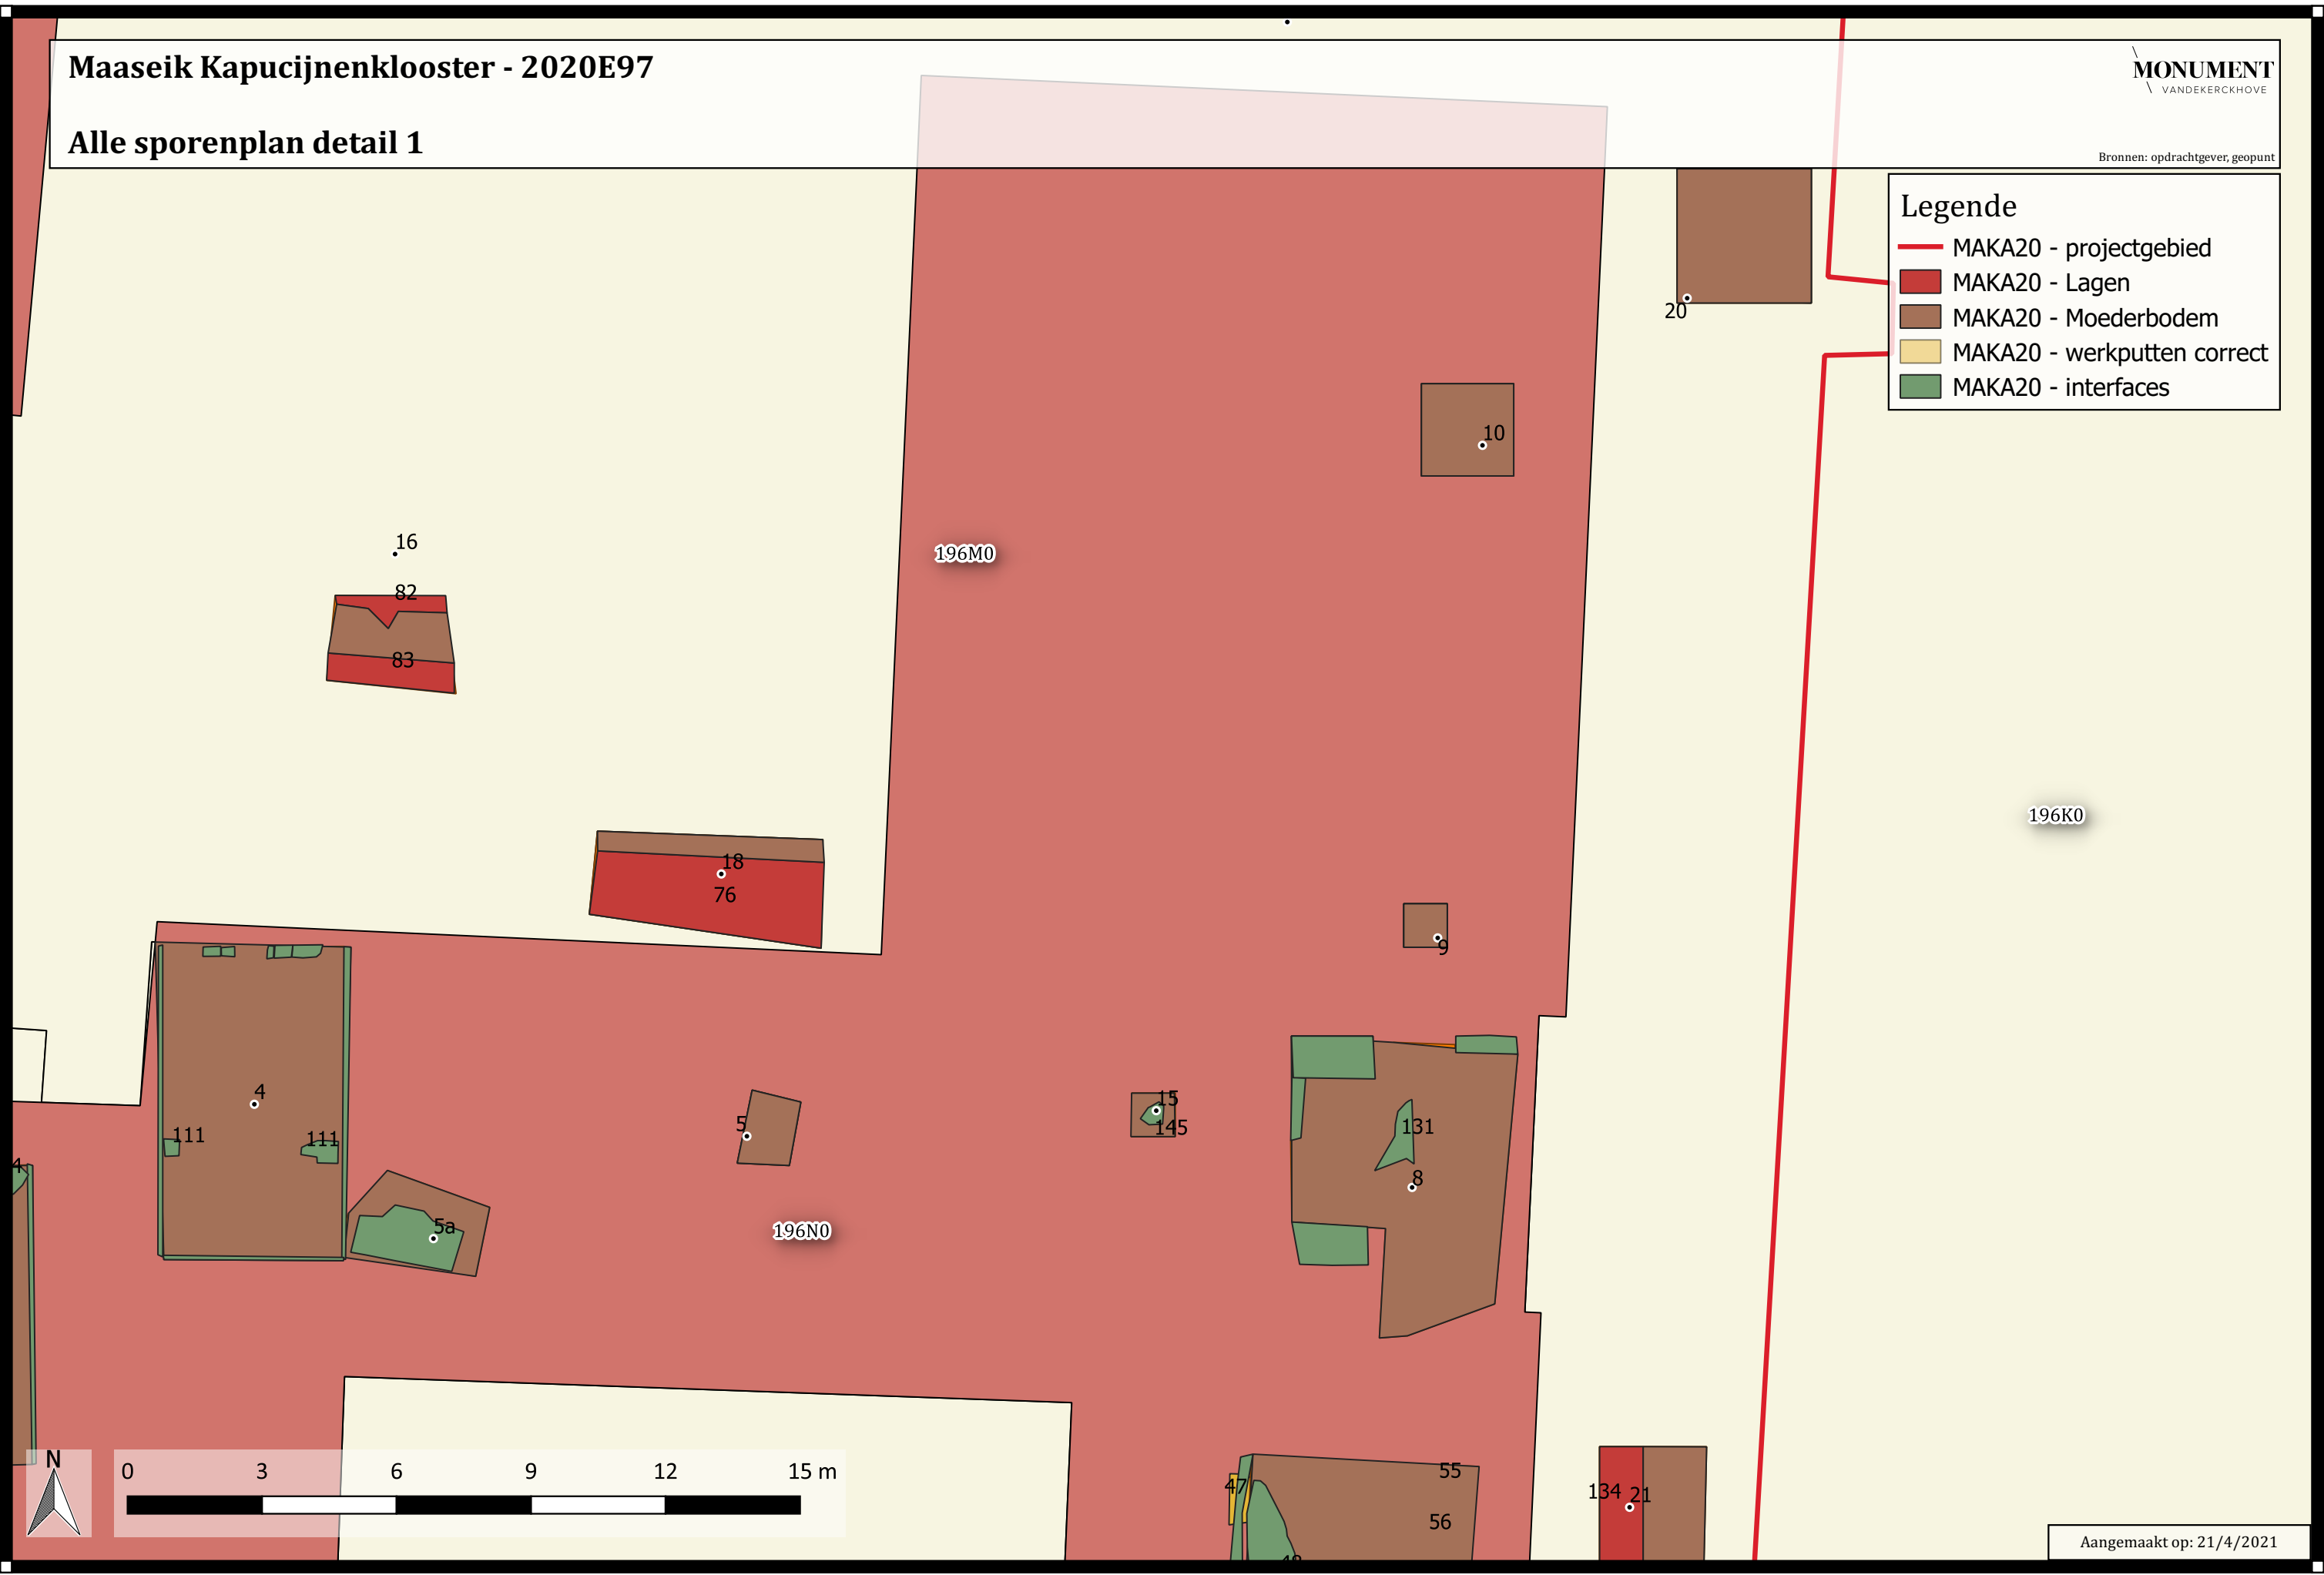 Maaseik Kapucijnenklooster - 2020E97
Alle sporenplan detail 1
MONUMENT
VANDEKERCKHOVE
Bronnen: opdrachtgever, geopunt
Legende
MAKA20 - projectgebied
MAKA20 - Lagen
MAKA20 - Moederbodem
MAKA20 - werkputten correct
MAKA20 - interfaces
20
10
16
82
83
196M0
196K0
18
76
9
4
111
111
5
15
145
131
8
4
5a
196N0
N
0 3 6 9 12 15 m
47
55
56
134
21
Aangemaakt op: 21/4/2021